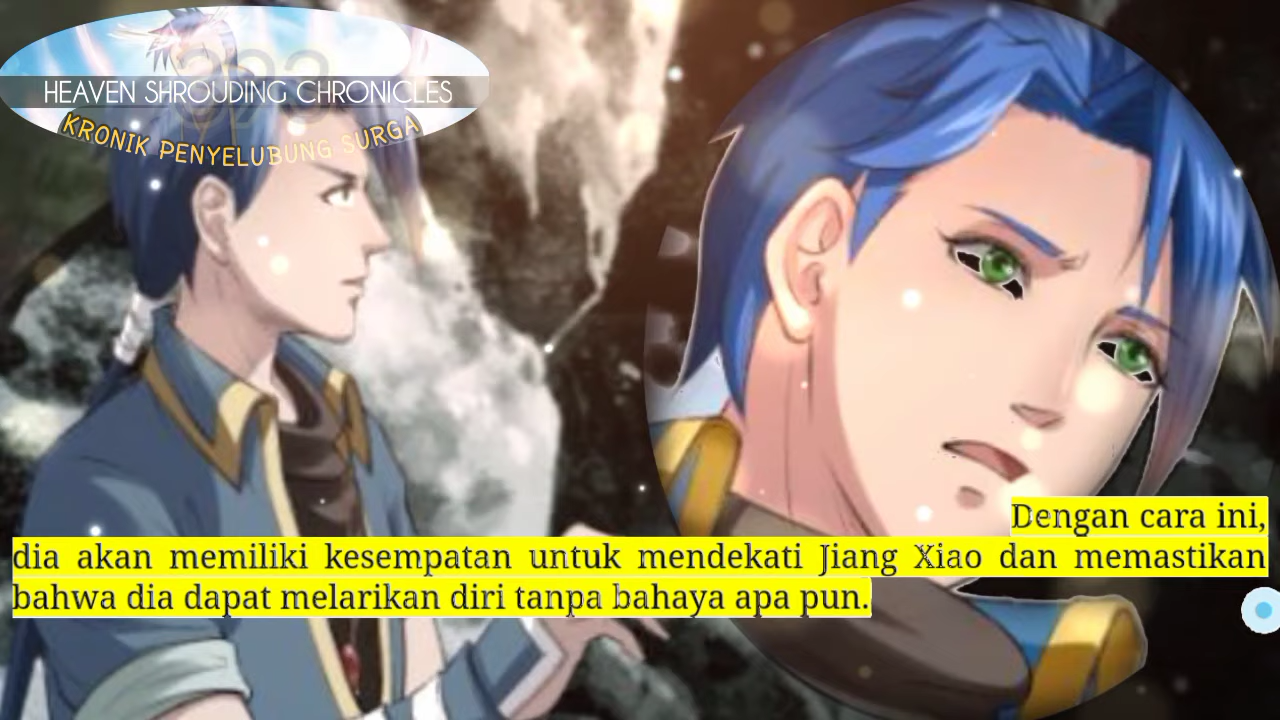 393
HEAVEN SHROUDING CHRONICLES
KRONIK PENYELUBUNG SURGA
Dengan cara ini,
dia akan memiliki kesempatan untuk mendekati Jiang Xiao dan memastikan
bahwa dia dapat melarikan diri tanpa bahaya apa pun.